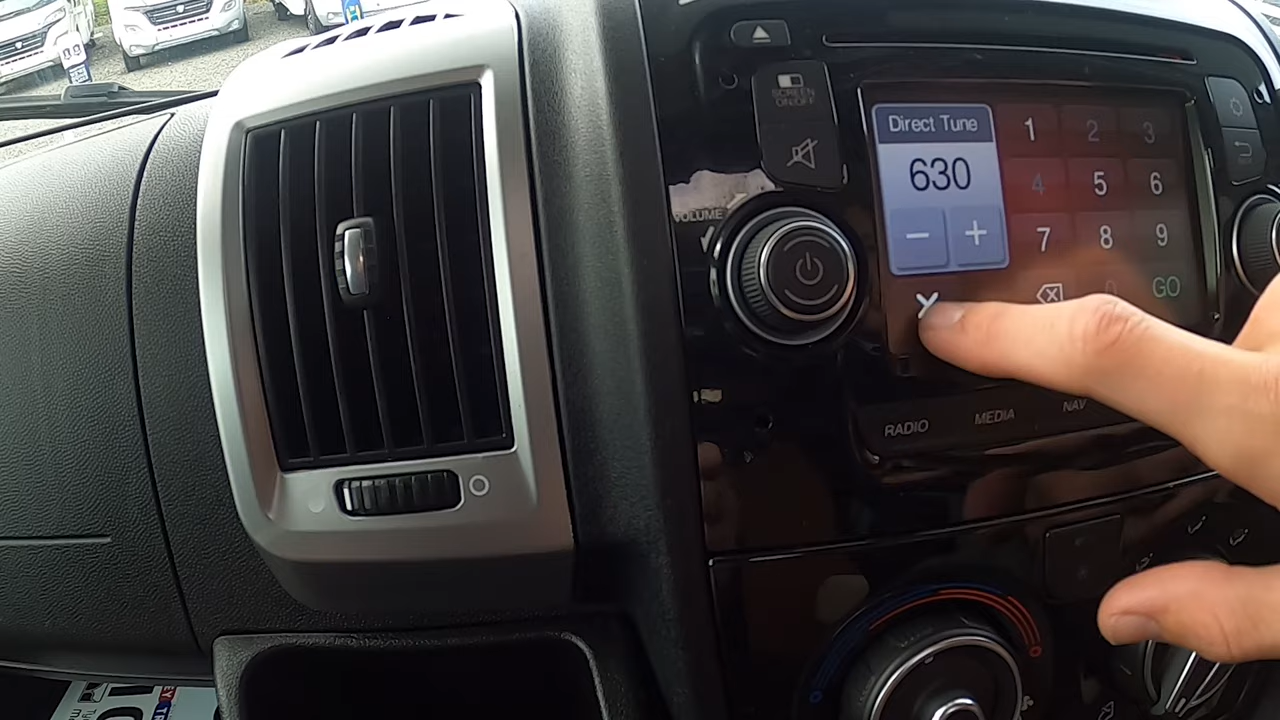 SCREEN
ON/OFF
VOLUME
Direct Tune
630
− +
1 2 3
4 5 6
7 8 9
0 GO
RADIO MEDIA NAV